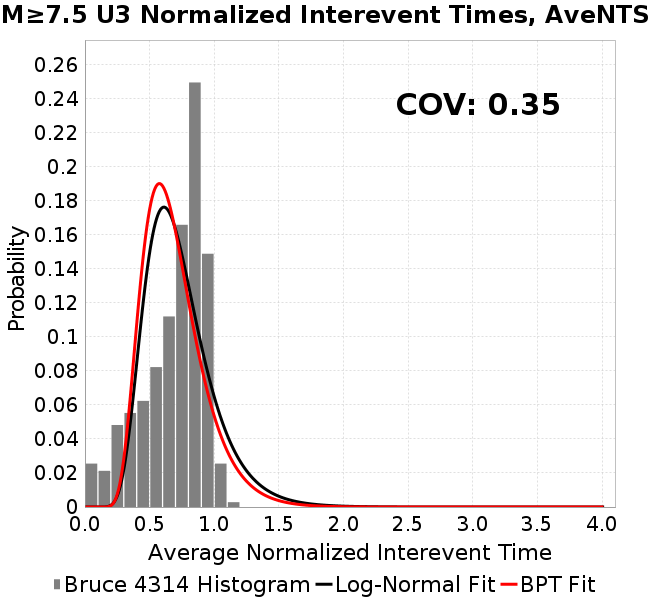 M≥7.5 U3 Normalized Interevent Times, AveNTS
COV: 0.35
Probability
0.26
0.24
0.22
0.2
0.18
0.16
0.14
0.12
0.1
0.08
0.06
0.04
0.02
0
0.0 0.5 1.0 1.5 2.0 2.5 3.0 3.5 4.0
Average Normalized Interevent Time
Bruce 4314 Histogram Log-Normal Fit BPT Fit